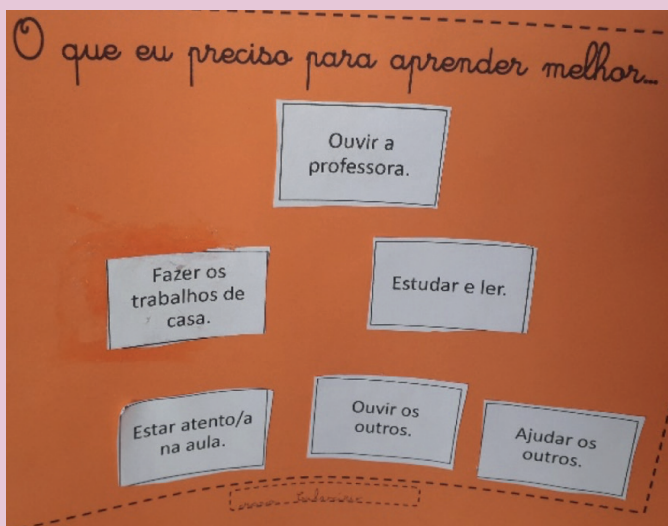 O que eu preciso para aprender melhor...
Ouvir a
professora.
Fazer os
trabalhos de
casa.
Estudar e ler.
Estar atento/a
na aula.
Ouvir os
outros.
Ajudar os
outros.